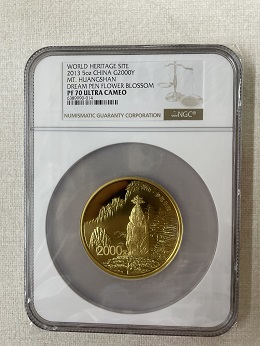 WORLD HERITAGE SITE
2013 5oz CHINA G2000Y
MT. HUANGSHAN
DREAM PEN FLOWER BLOSSOM
PF 70 ULTRA CAMEO
NUMISMATIC GUARANTY CORPORATION
NGC®
2000